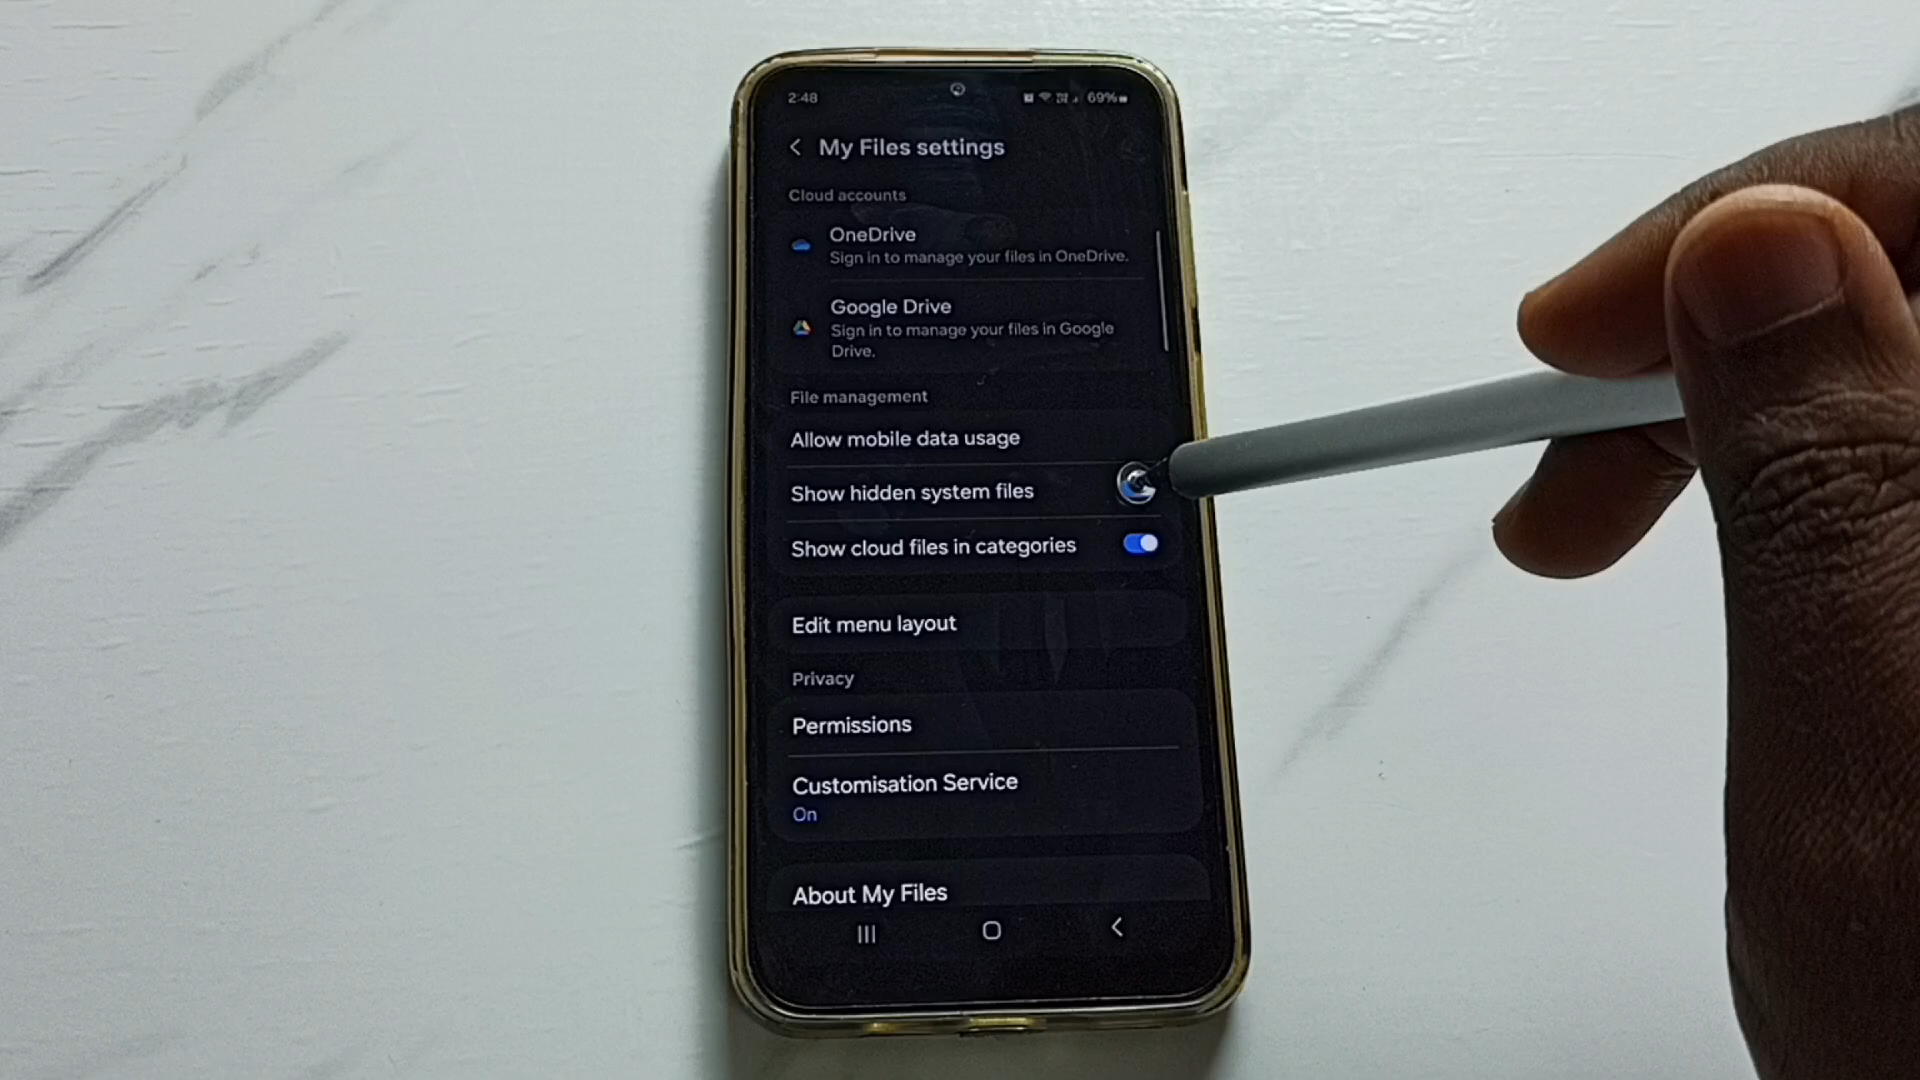 2:48
69%
My Files settings
Cloud accounts
OneDrive
Sign in to manage your files in OneDrive.
Google Drive
Sign in to manage your files in Google
Drive.
File management
Allow mobile data usage
Show hidden system files
Show cloud files in categories
Edit menu layout
Privacy
Permissions
Customisation Service
On
About My Files